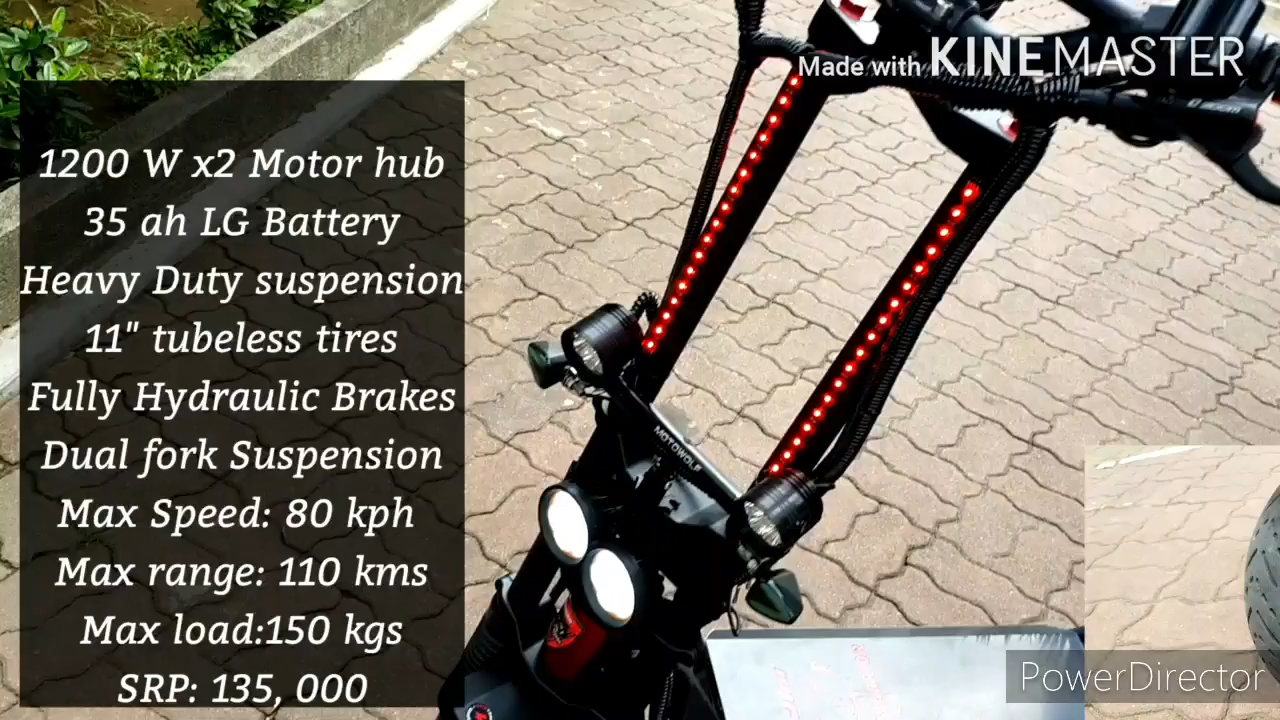 Made with KINEMASTER
1200 W x2 Motor hub
35 ah LG Battery
Heavy Duty suspension
11" tubeless tires
Fully Hydraulic Brakes
Dual fork Suspension
Max Speed: 80 kph
Max range: 110 kms
Max load:150 kgs
SRP: 135, 000
MOTOWOLF
PowerDirector